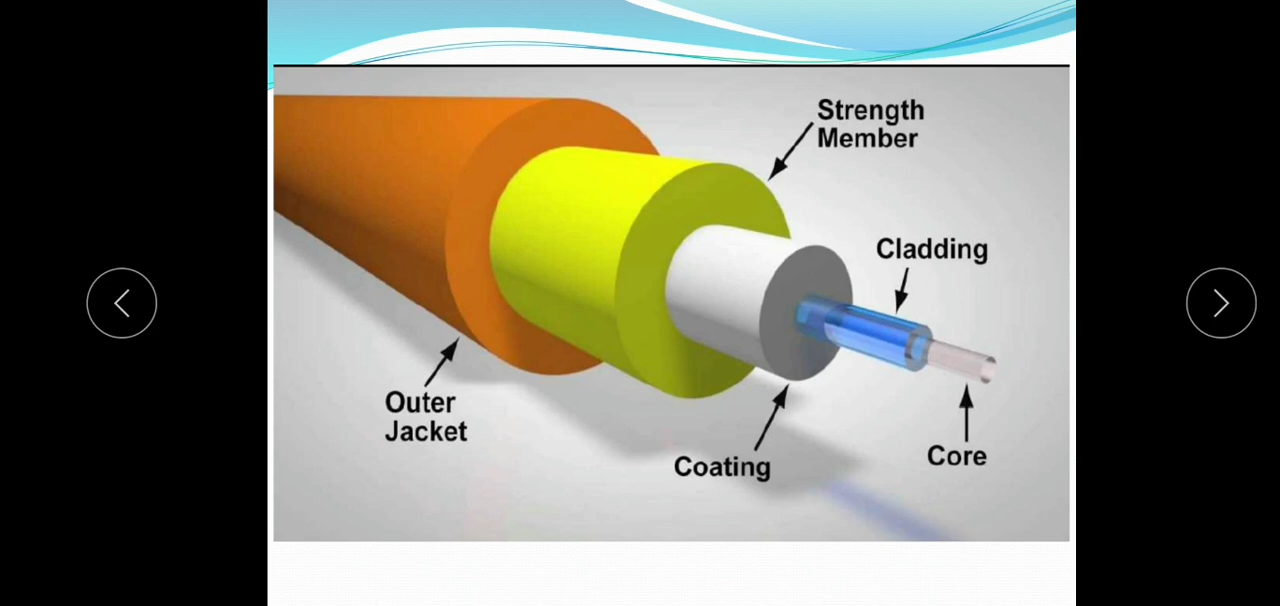 Strength
Member
Cladding
Outer
Jacket
Coating
Core